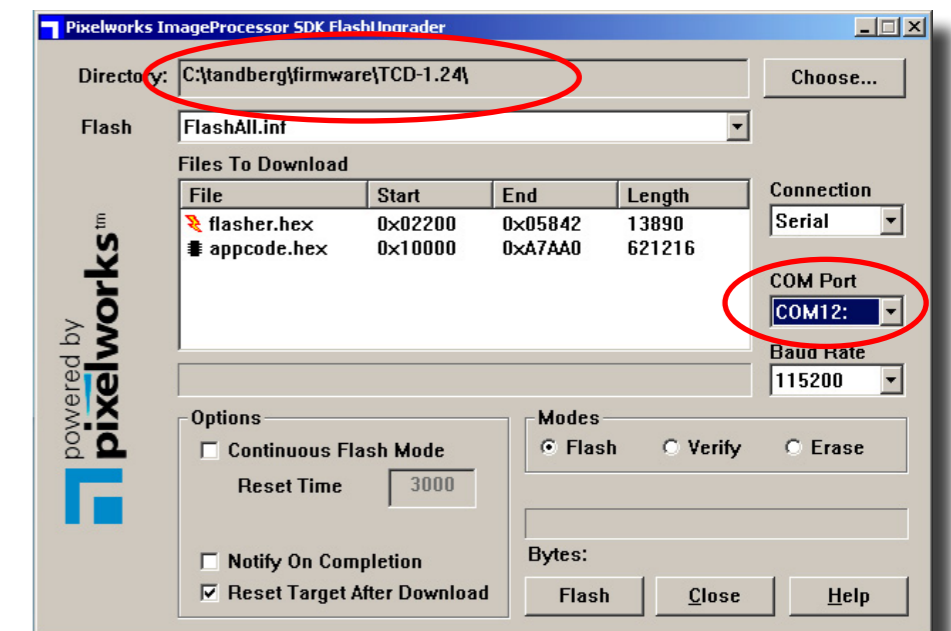 Pixelworks ImageProcessor SDK FlashUpgrader
Directory: C:\tandberg\firmware\TCD-1.24\ Choose...
Flash FlashAll.inf
Files To Download
File Start End Length
flasher.hex 0x02200 0x05842 13890
appcode.hex 0x10000 0xA7AA0 621216
Connection
Serial
COM Port
COM12:
Baud Rate
115200
powered by
pixelworks tm
Options
Continuous Flash Mode
Reset Time 3000
Notify On Completion
Reset Target After Download
Modes
Flash Verify Erase
Bytes:
Flash Close Help